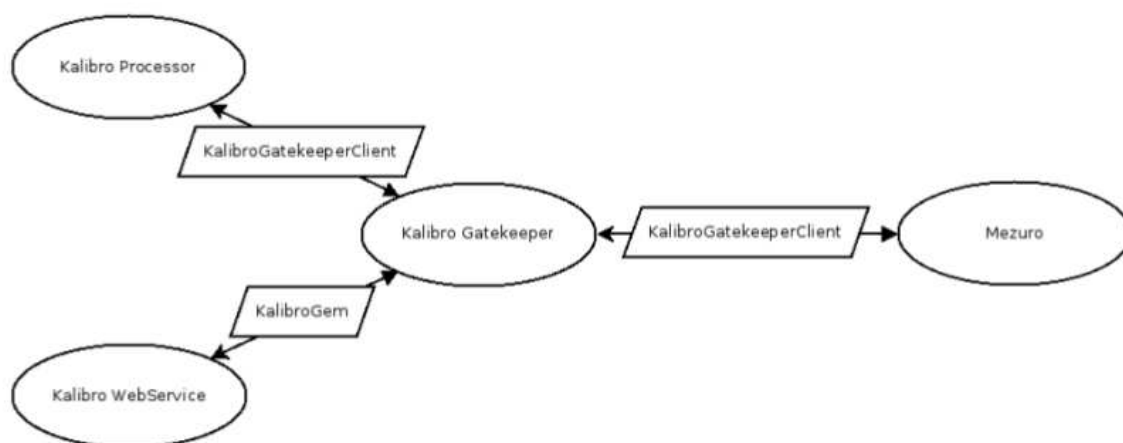 Kalibro Processor
KalibroGatekeeperClient
Kalibro Gatekeeper
KalibroGatekeeperClient
Mezuro
KalibroGem
Kalibro WebService